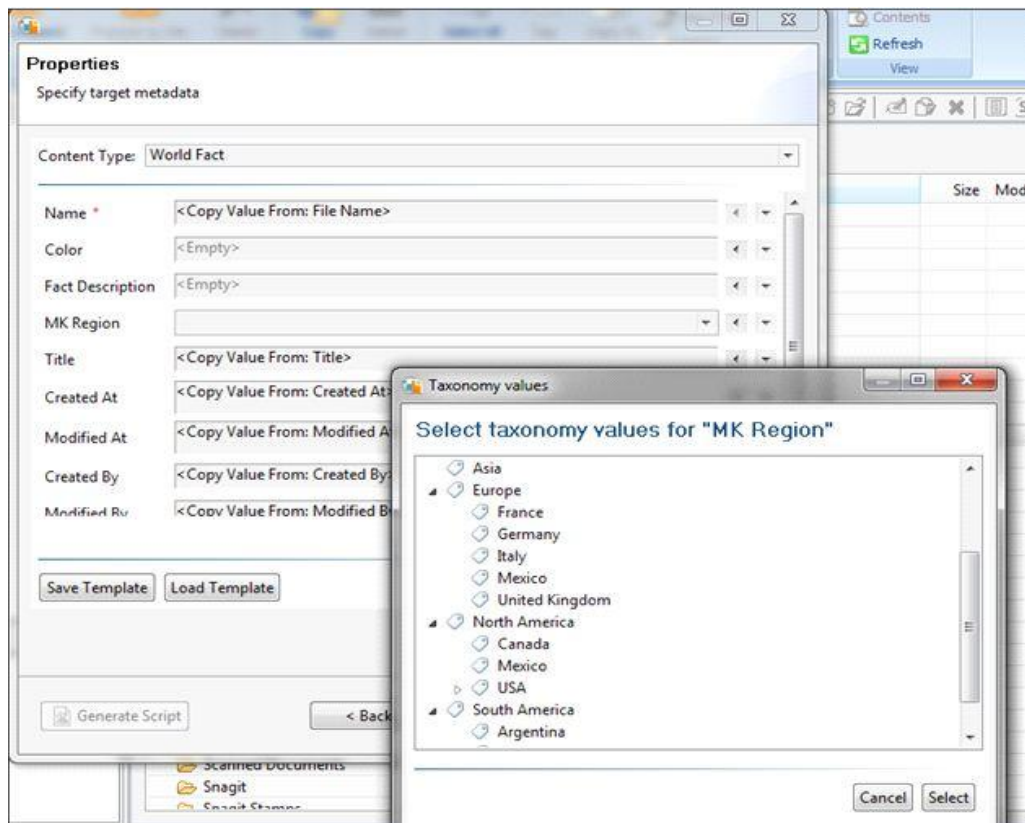 Contents
Refresh
View
Properties
Specify target metadata
Content Type: World Fact
Size
Name * <Copy Value From: File Name>
Color <Empty>
Fact Description <Empty>
MK Region
Title <Copy Value From: Title>
Created At <Copy Value From: Created At>
Modified At <Copy Value From: Modified
Created By <Copy Value From: Created By>
Modified By <Copy Value From: Modified
Save Template Load Template
Generate Script < Back
Taxonomy values
Select taxonomy values for "MK Region"
Asia
Europe
France
Germany
Italy
Mexico
United Kingdom
North America
Canada
Mexico
USA
South America
Argentina
Cancel Select
Scanned Documents
Snagit
Snagit Stamps